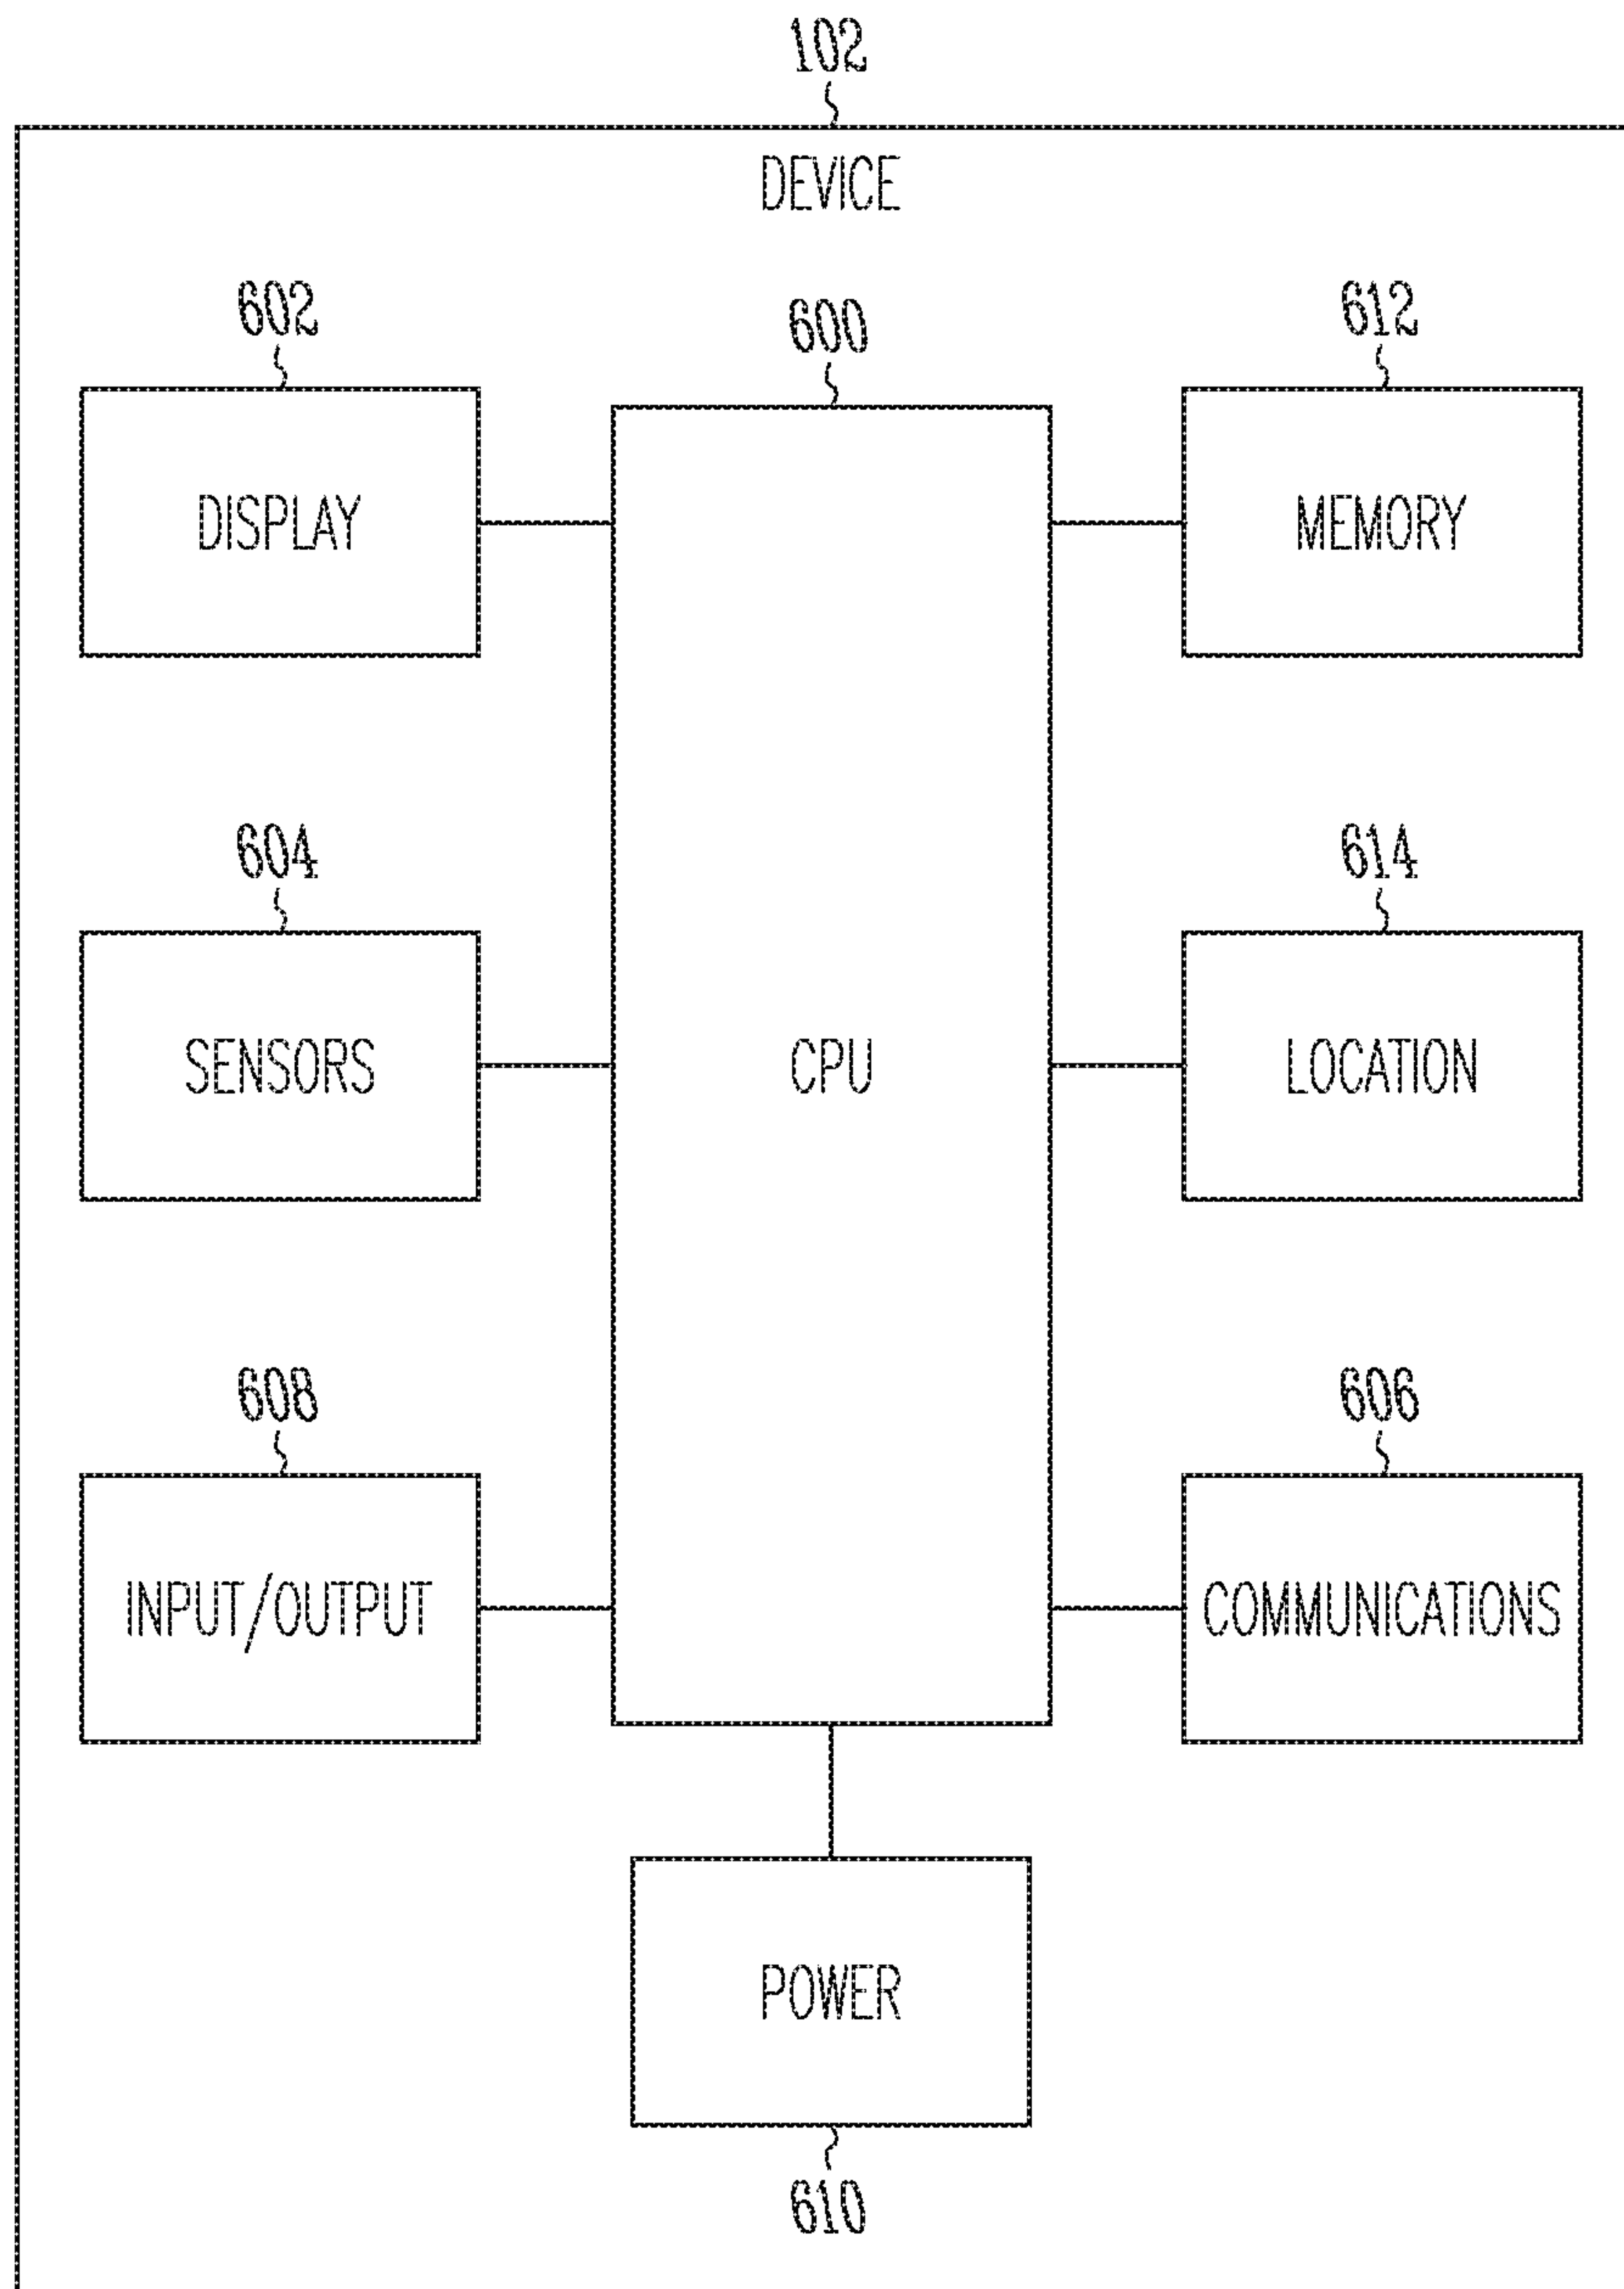 102
DEVICE
602
600
612
DISPLAY
MEMORY
604
614
SENSORS
CPU
LOCATION
608
606
INPUT/OUTPUT
COMMUNICATIONS
POWER
610